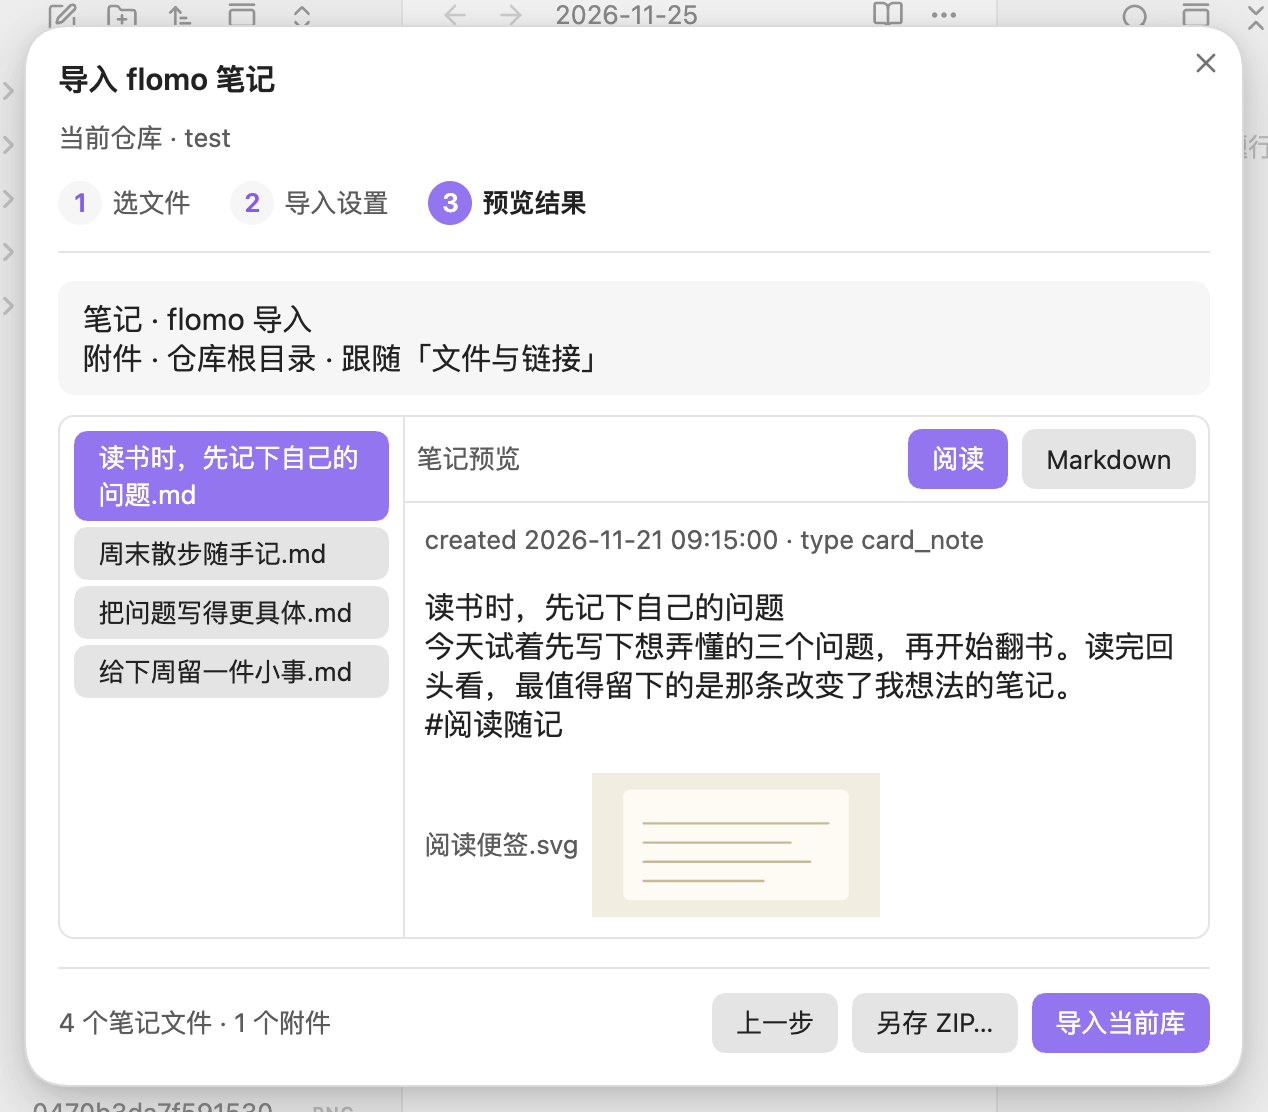 2026-11-25
导入 flomo 笔记
当前仓库 · test
1 选文件 2 导入设置 3 预览结果
笔记 · flomo 导入
附件 · 仓库根目录 · 跟随「文件与链接」
读书时，先记下自己的
问题.md
周末散步随手记.md
把问题写得更具体.md
给下周留一件小事.md
笔记预览 阅读 Markdown
created 2026-11-21 09:15:00 · type card_note
读书时，先记下自己的问题
今天试着先写下想弄懂的三个问题，再开始翻书。读完回
头看，最值得留下的是那条改变了我想法的笔记。
#阅读随记
阅读便签.svg
4 个笔记文件 · 1 个附件 上一步 另存 ZIP... 导入当前库